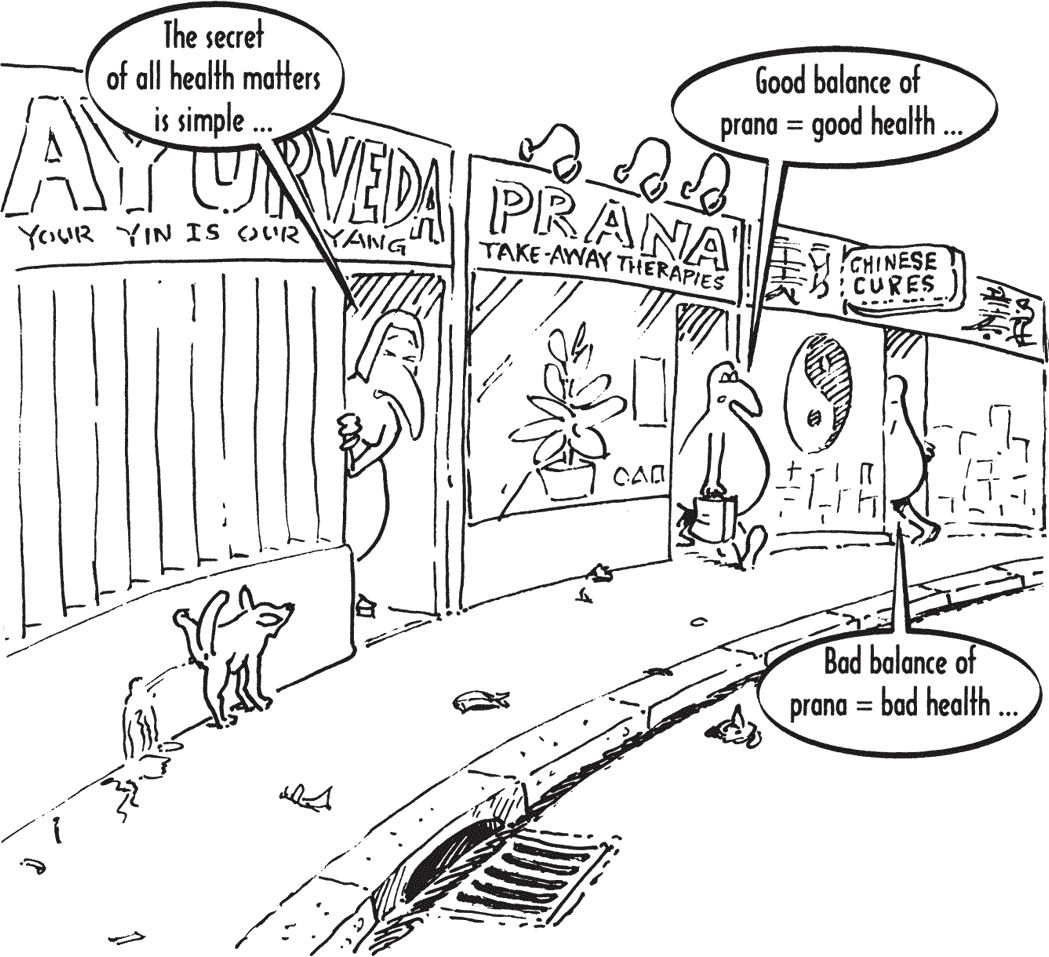 The secret
of all health matters
is simple ...
Good balance of
prana = good health ...
AYURVEDA
YOUR YIN IS OUR YANG
PRANA
TAKE-AWAY THERAPIES
CHINESE
CURES
Bad balance of
prana = bad health ...